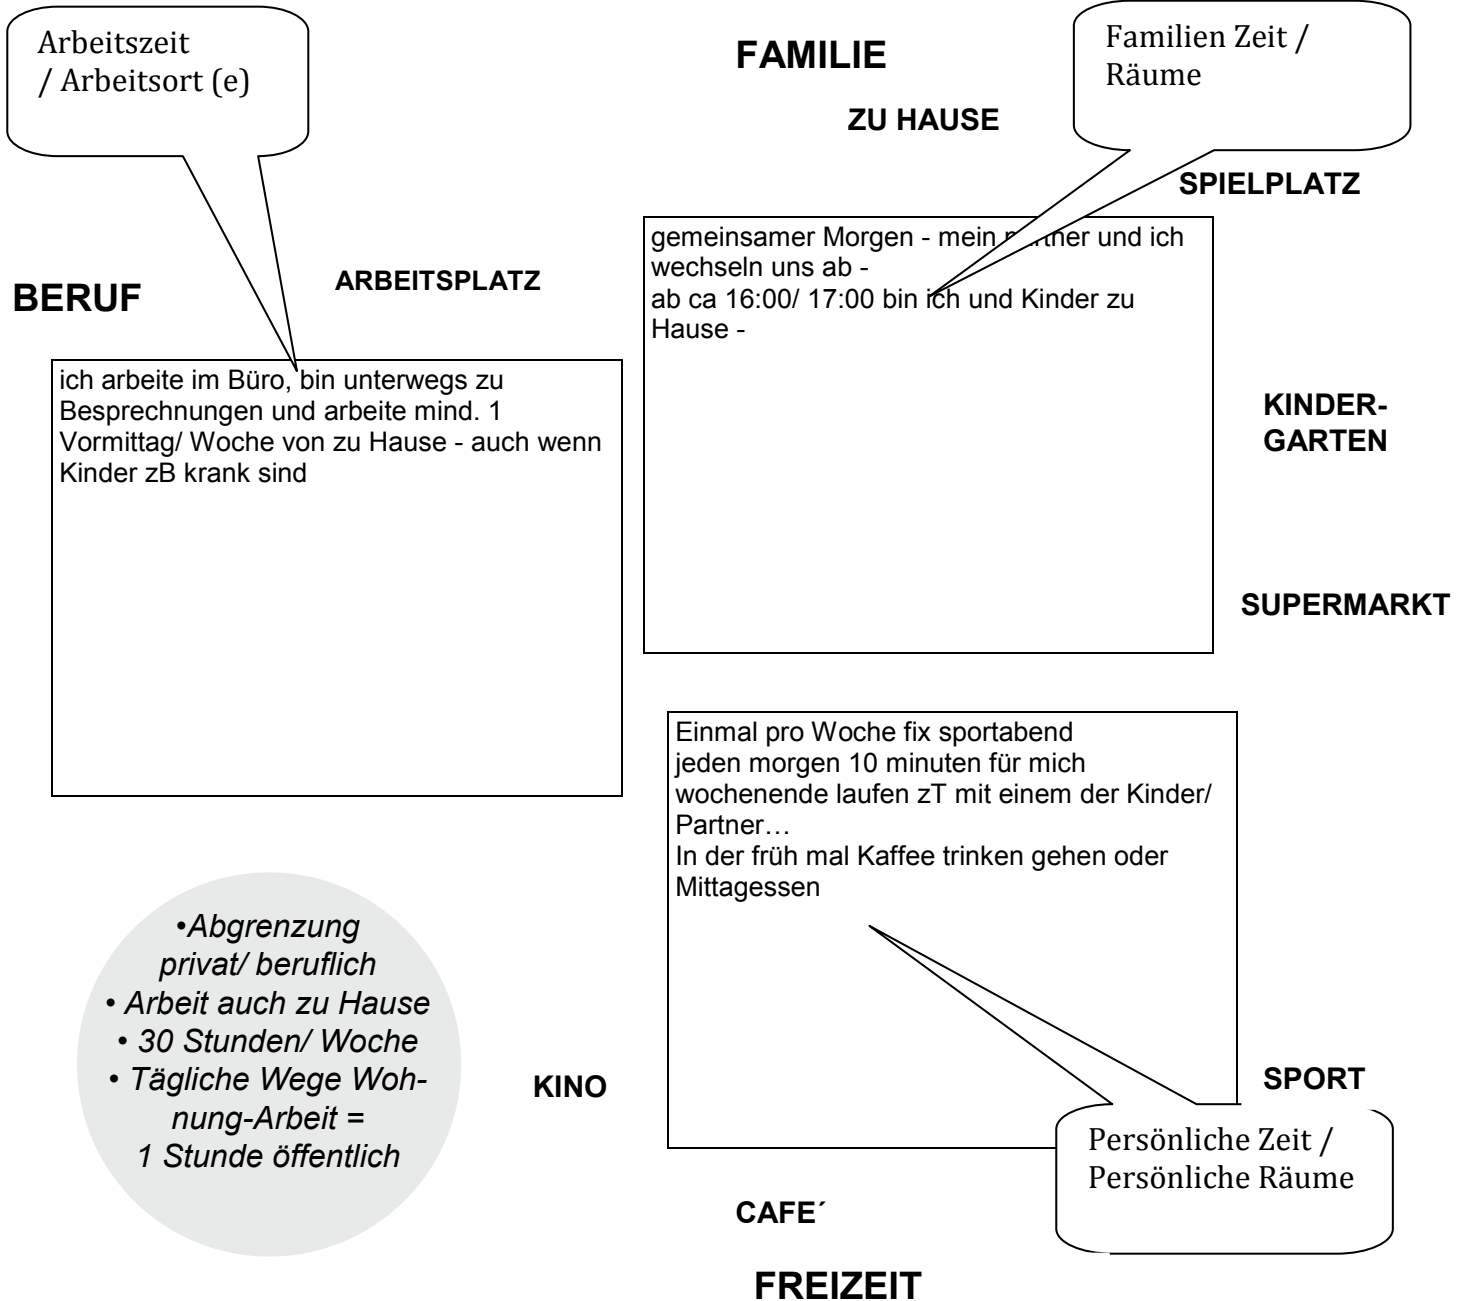 Arbeitszeit
/ Arbeitsort (e)
FAMILIE
Familien Zeit /
Räume
ZU HAUSE
SPIELPLATZ
gemeinsamer Morgen - mein partner und ich
wechseln uns ab -
ab ca 16:00/ 17:00 bin ich und Kinder zu
Hause -
BERUF
ARBEITSPLATZ
ich arbeite im Büro, bin unterwegs zu
Besprechnungen und arbeite mind. 1
Vormittag/ Woche von zu Hause - auch wenn
Kinder zB krank sind
KINDER-
GARTEN
SUPERMARKT
Einmal pro Woche fix sportabend
jeden morgen 10 minuten für mich
wochenende laufen zT mit einem der Kinder/
Partner…
In der früh mal Kaffee trinken gehen oder
Mittagessen
•Abgrenzung
privat/ beruflich
• Arbeit auch zu Hause
• 30 Stunden/ Woche
• Tägliche Wege Woh-
nung-Arbeit =
1 Stunde öffentlich
KINO
SPORT
Persönliche Zeit /
Persönliche Räume
CAFE´
FREIZEIT